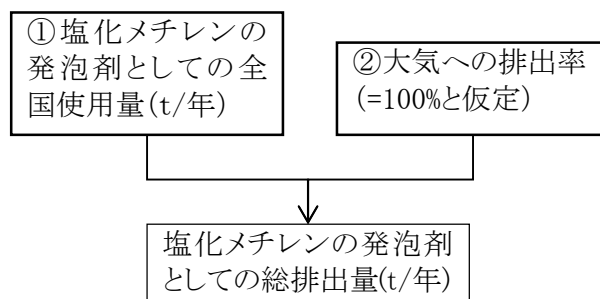 ①塩化メチレンの
発泡剤としての全
国使用量(t/年)
②大気への排出率
(=100%と仮定)
塩化メチレンの発泡剤
としての総排出量(t/年)